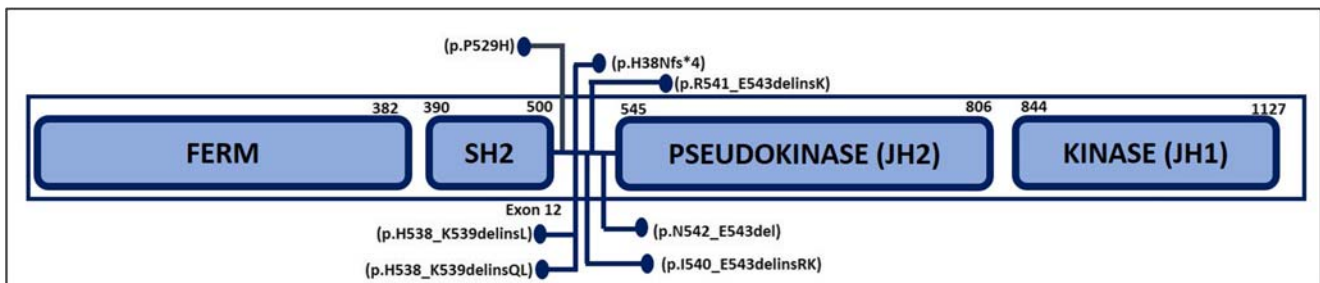 (p.P529H)
(p.H38Nfs*4)
(p.R541_E543delinsK)
382 390 500 545 806 844 1127
FERM SH2 PSEUDOKINASE (JH2) KINASE (JH1)
Exon 12
(p.H538_K539delinsL) (p.N542_E543del)
(p.H538_K539delinsQL) (p.I540_E543delinsRK)